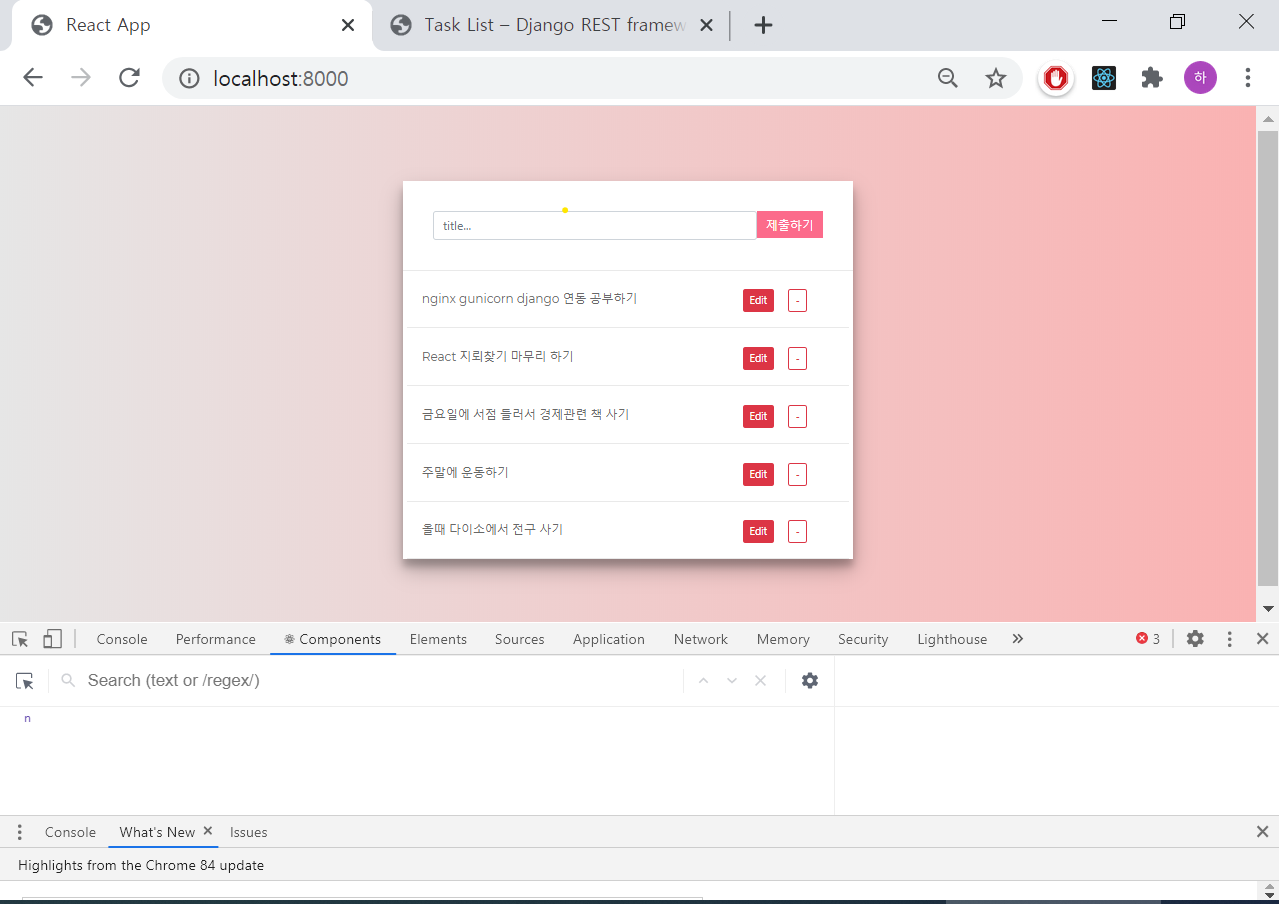 React App
Task List – Django REST framew
localhost:8000
하
title...
제출하기
nginx gunicorn django 연동 공부하기
Edit
-
React 지뢰찾기 마무리 하기
Edit
-
금요일에 서점 들러서 경제관련 책 사기
Edit
-
주말에 운동하기
Edit
-
올때 다이소에서 전구 사기
Edit
-
Console Performance Components Elements Sources Application Network Memory Security Lighthouse » 3
Search (text or /regex/)
n
Console What's New Issues
Highlights from the Chrome 84 update